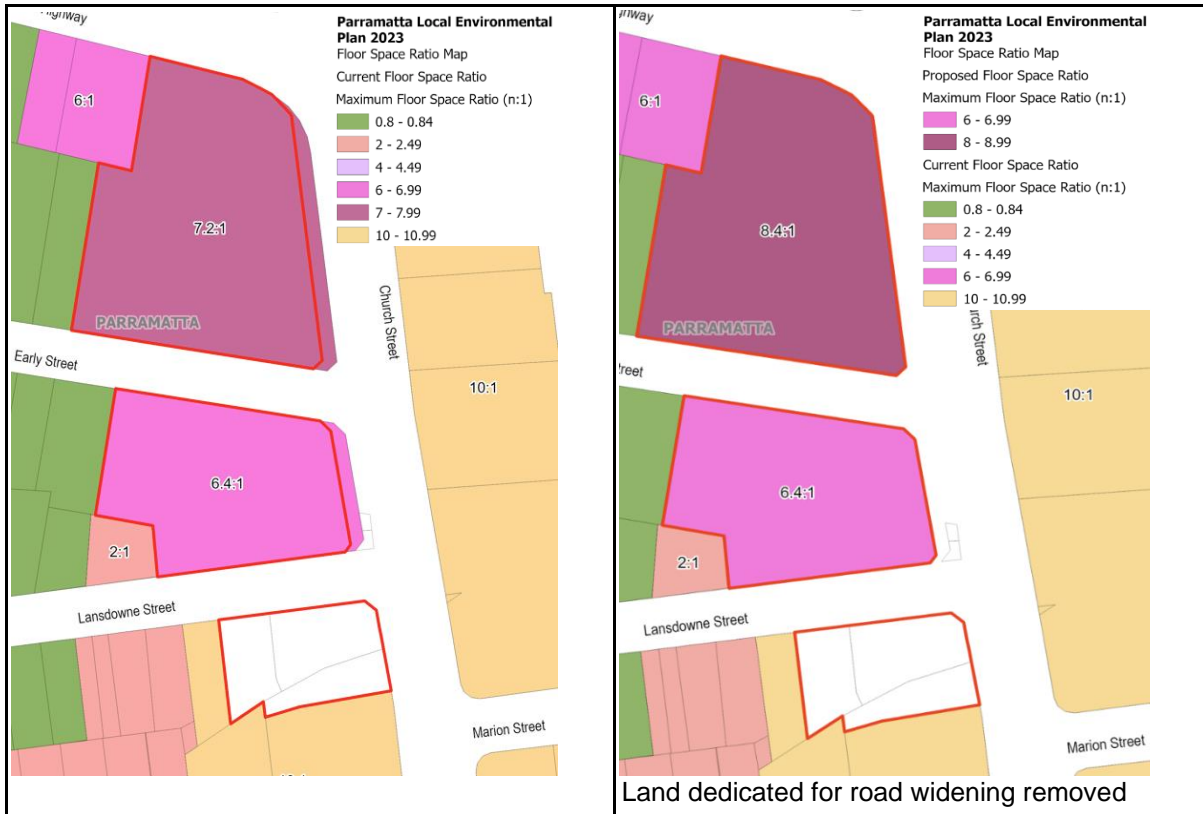 Highway
Parramatta Local Environmental
Plan 2023
Floor Space Ratio Map
Current Floor Space Ratio
Maximum Floor Space Ratio (n:1)
0.8 - 0.84
2 - 2.49
4 - 4.49
6 - 6.99
7 - 7.99
10 - 10.99
6:1
7.2:1
PARRAMATTA
Church Street
Early Street
10:1
6.4:1
2:1
Lansdowne Street
Marion Street
hway
Parramatta Local Environmental
Plan 2023
Floor Space Ratio Map
Proposed Floor Space Ratio
Maximum Floor Space Ratio (n:1)
6 - 6.99
8 - 8.99
Current Floor Space Ratio
Maximum Floor Space Ratio (n:1)
0.8 - 0.84
2 - 2.49
4 - 4.49
6 - 6.99
10 - 10.99
6:1
8.4:1
PARRAMATTA
rch Street
reet
10:1
6.4:1
2:1
Lansdowne Street
Marion Street
Land dedicated for road widening removed